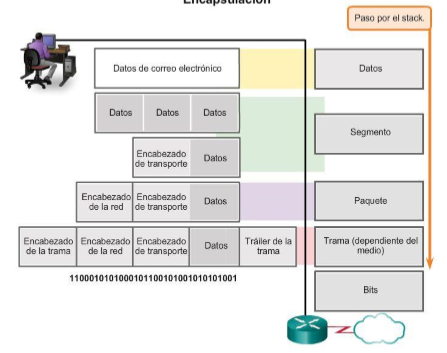 Encapsulación
Paso por el stack.
Datos de correo electrónico
Datos
Datos Datos Datos
Segmento
Encabezado
de transporte
Datos
Encabezado
de la red
Encabezado
de transporte
Datos
Paquete
Encabezado
de la trama
Encabezado
de la red
Encabezado
de transporte
Datos
Tráiler de la
trama
Trama (dependiente del
medio)
1100010101000101100101001010101001
Bits